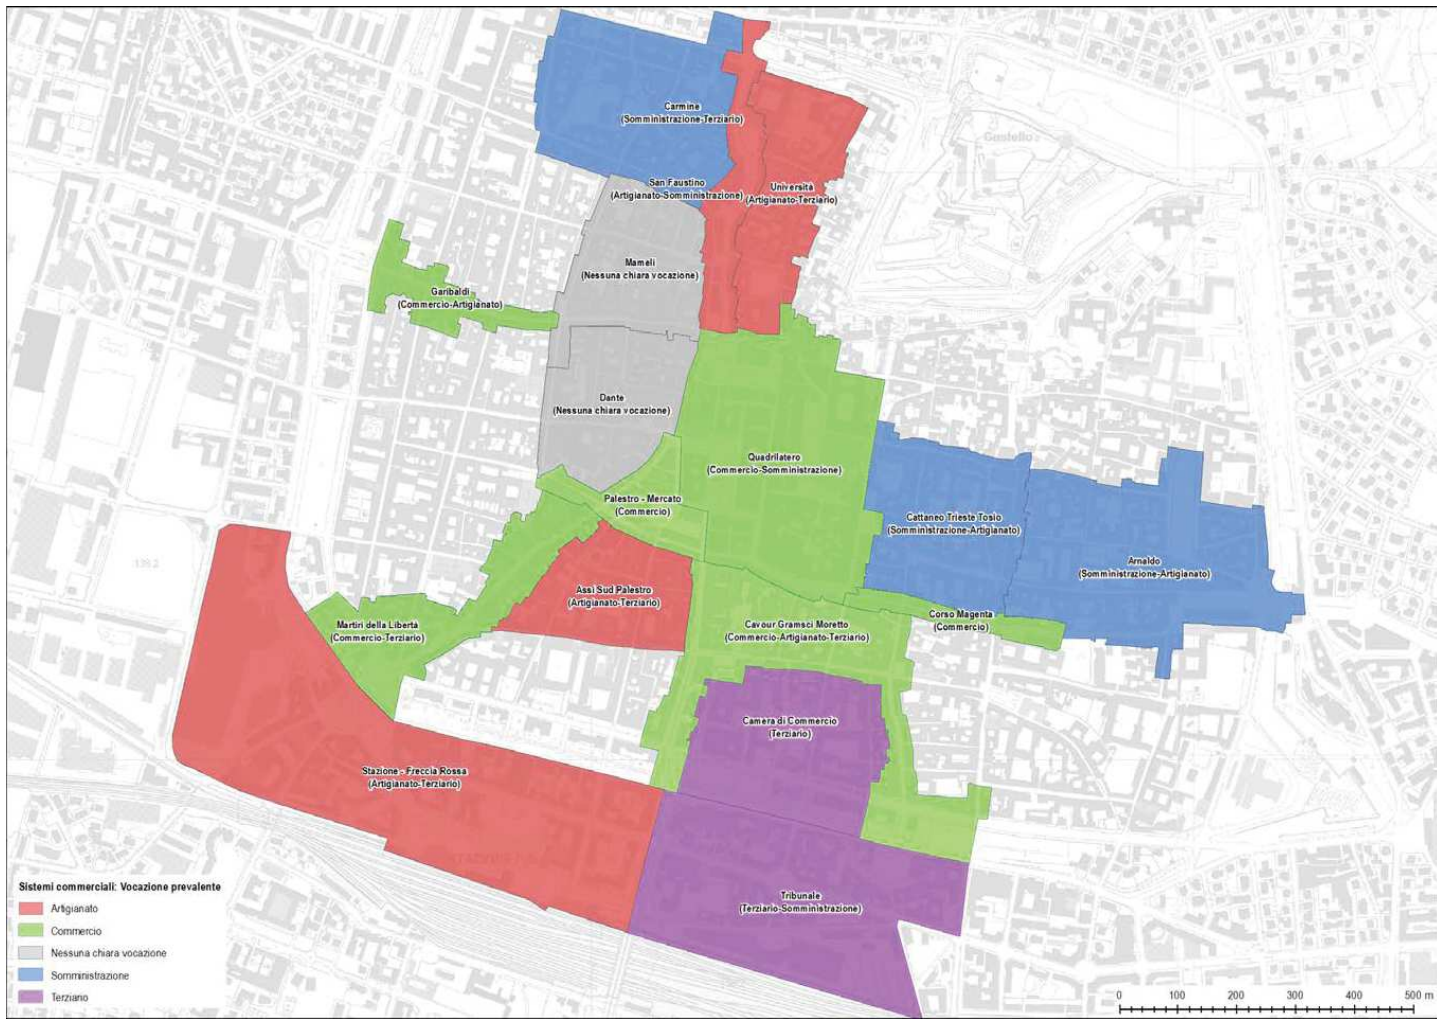 Carmine
(Somministrazione-Terziario)
Castello
San Faustino
(Artigianato-Somministrazione)
Università
(Artigianato-Terziario)
Mameli
(Nessuna chiara vocazione)
Garibaldi
(Commercio-Artigianato)
Dante
(Nessuna chiara vocazione)
Quadrilatero
(Commercio-Somministrazione)
Palestro - Mercato
(Commercio)
Cattaneo Trieste Tosio
(Somministrazione-Artigianato)
Arnaldo
(Somministrazione-Artigianato)
139.2
Assi Sud Palestro
(Artigianato-Terziario)
Martiri della Libertà
(Commercio-Terziario)
Cavour Gramsci Moretto
(Commercio-Artigianato-Terziario)
Corso Magenta
(Commercio)
Camera di Commercio
(Terziario)
Stazione - Freccia Rossa
(Artigianato-Terziario)
Tribunale
(Terziario-Somministrazione)
Sistemi commerciali: Vocazione prevalente
Artigianato
Commercio
Nessuna chiara vocazione
Somministrazione
Terziario
0 100 200 300 400 500 m